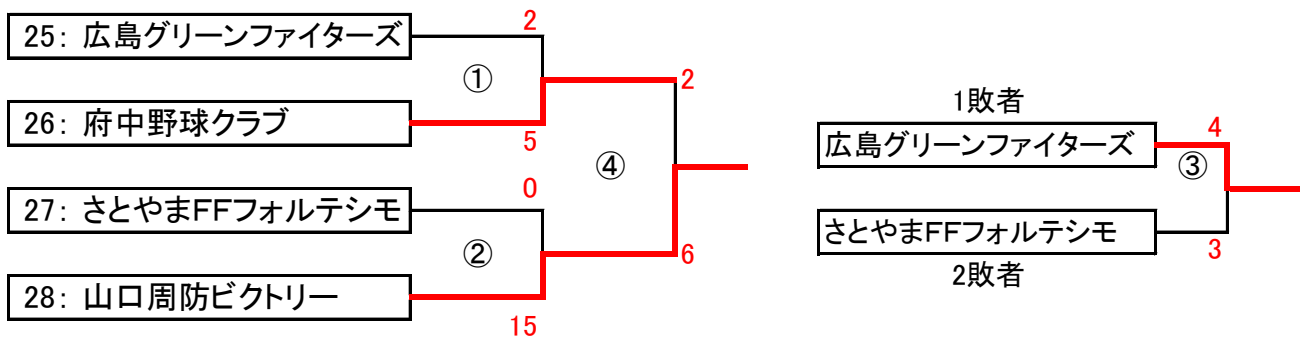 25: 広島グリーンファイターズ
2
①
26: 府中野球クラブ
5
2
④
27: さとやまFFフォルテシモ
0
②
28: 山口周防ビクトリー
15
6
1敗者
広島グリーンファイターズ
4
③
さとやまFFフォルテシモ
3
2敗者